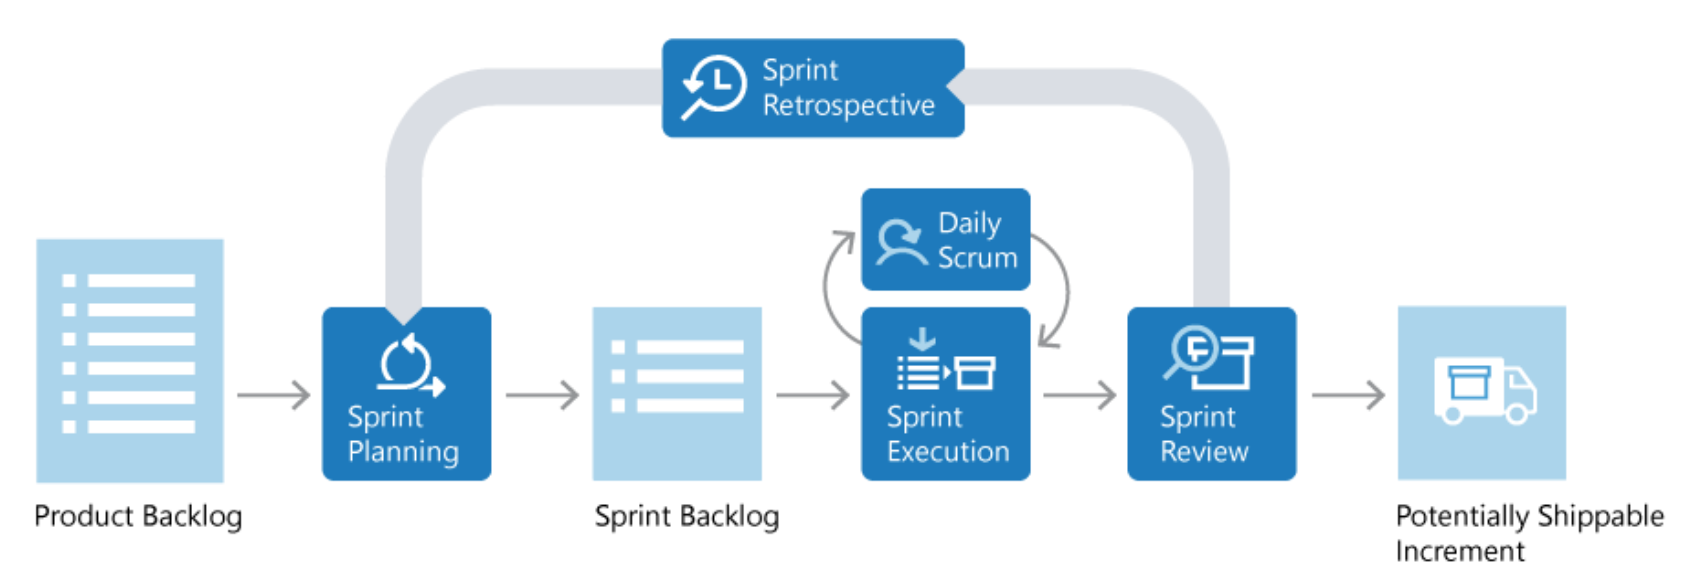 Sprint
Retrospective
Daily
Scrum
Sprint
Planning
Sprint
Execution
Sprint
Review
Product Backlog
Sprint Backlog
Potentially Shippable
Increment